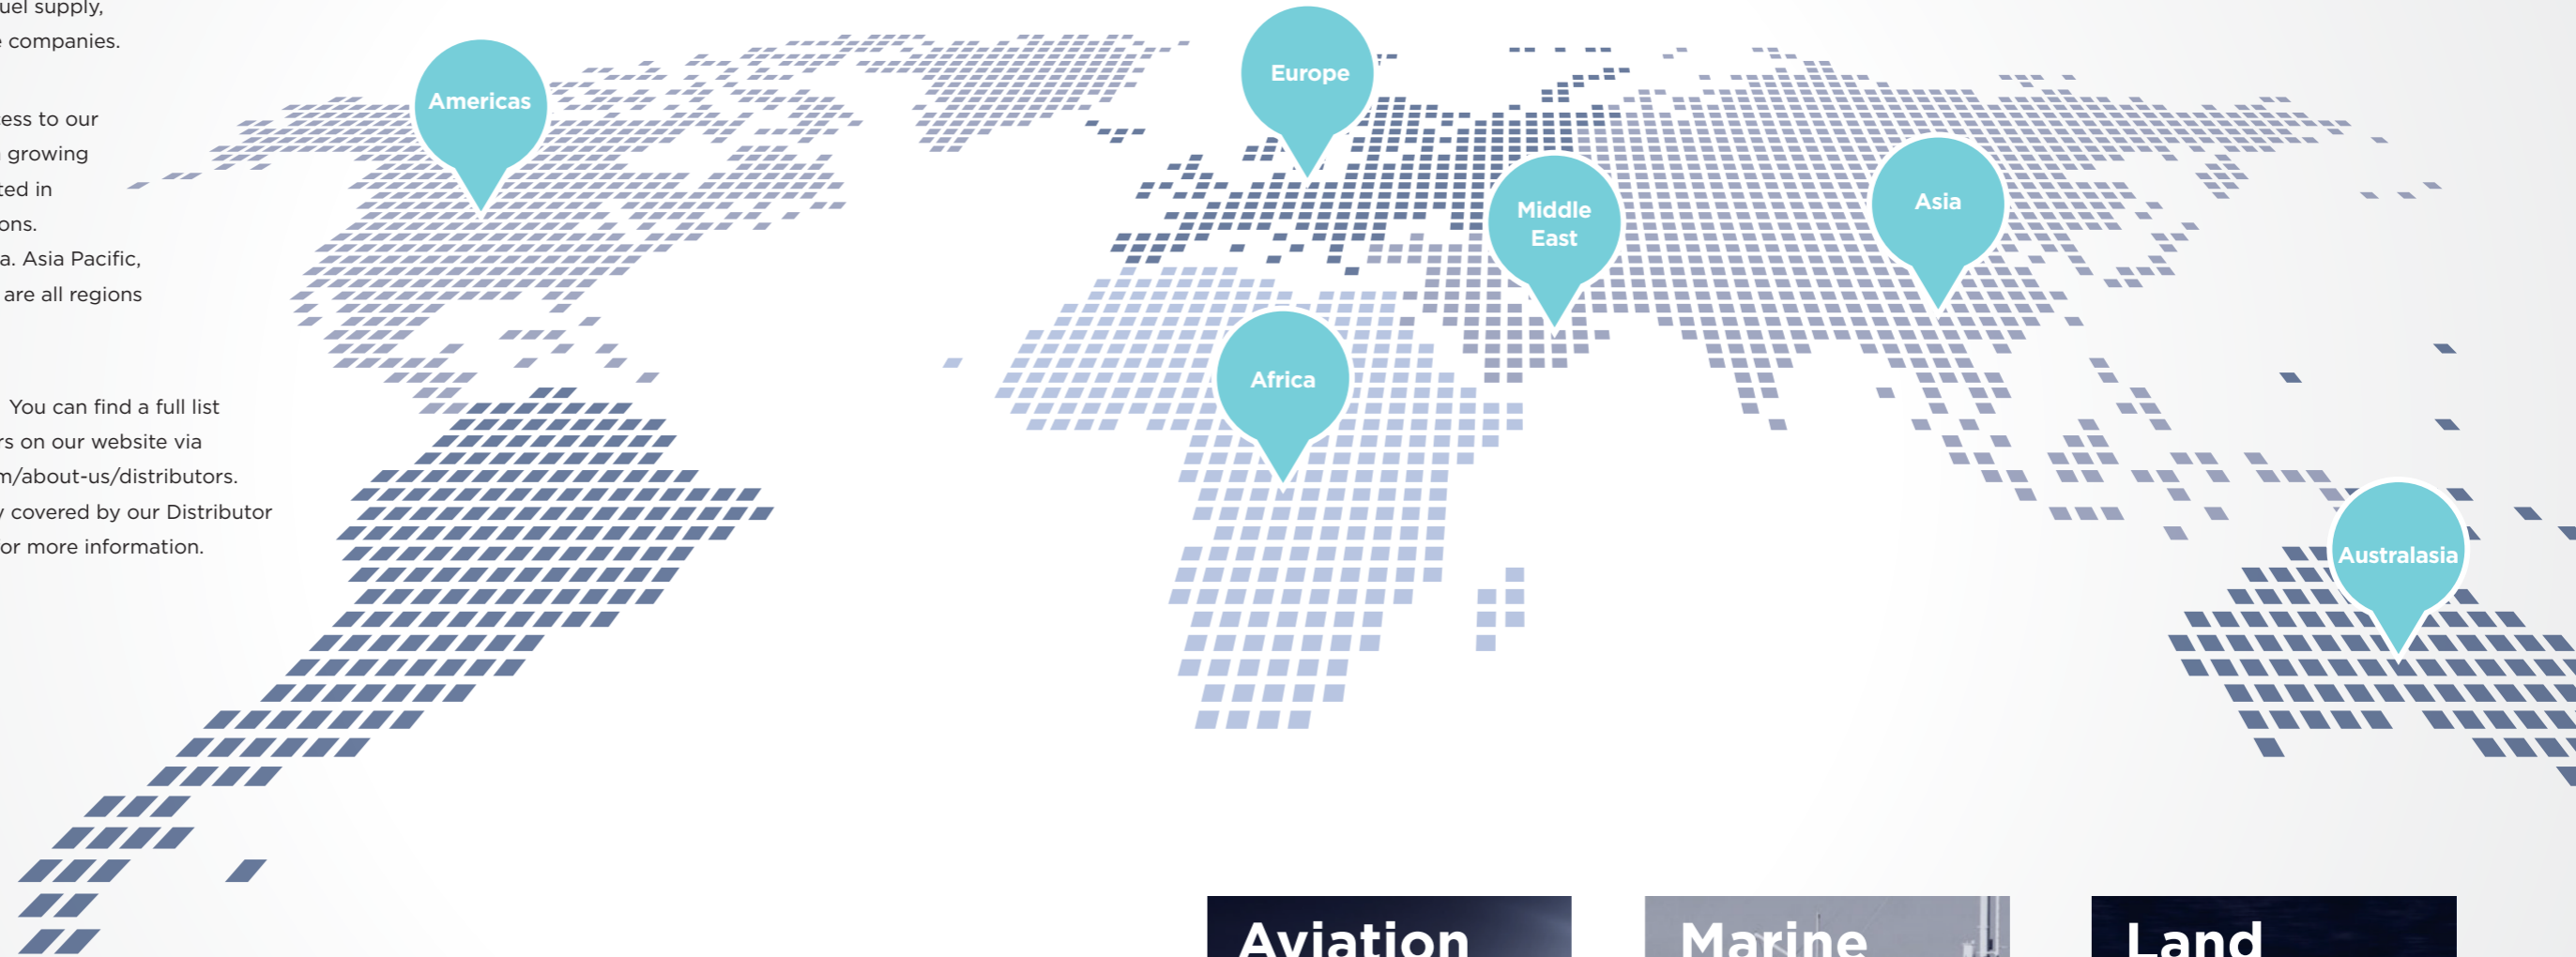 uel supply,
companies.
ess to our
growing
ted in
ons.
a. Asia Pacific,
are all regions
You can find a full list
rs on our website via
m/about-us/distributors.
y covered by our Distributor
or more information.
Americas
Europe
Middle
East
Asia
Africa
Australasia
Aviation
Marine
Land